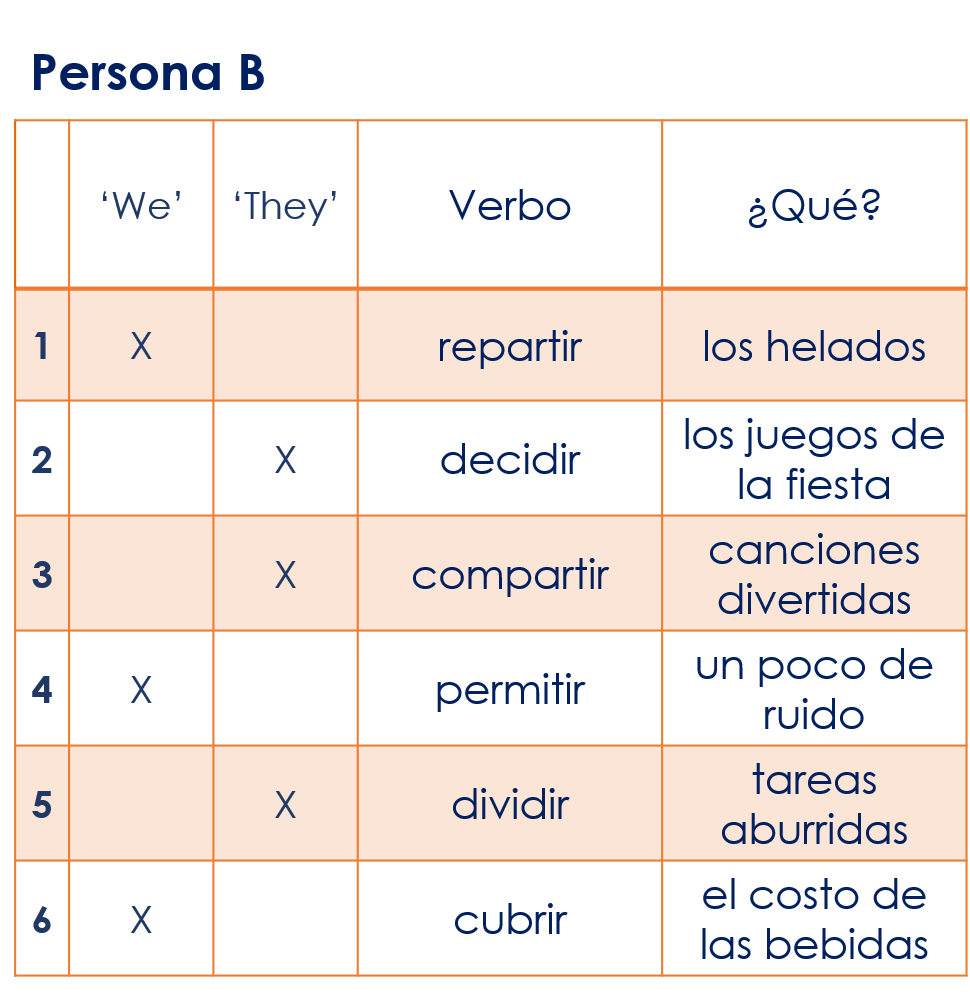 Persona B
‘We’ ‘They’ Verbo ¿Qué?
1 X repartir los helados
2 X decidir los juegos de
la fiesta
3 X compartir canciones
divertidas
4 X permitir un poco de
ruido
5 X dividir tareas
aburridas
6 X cubrir el costo de
las bebidas